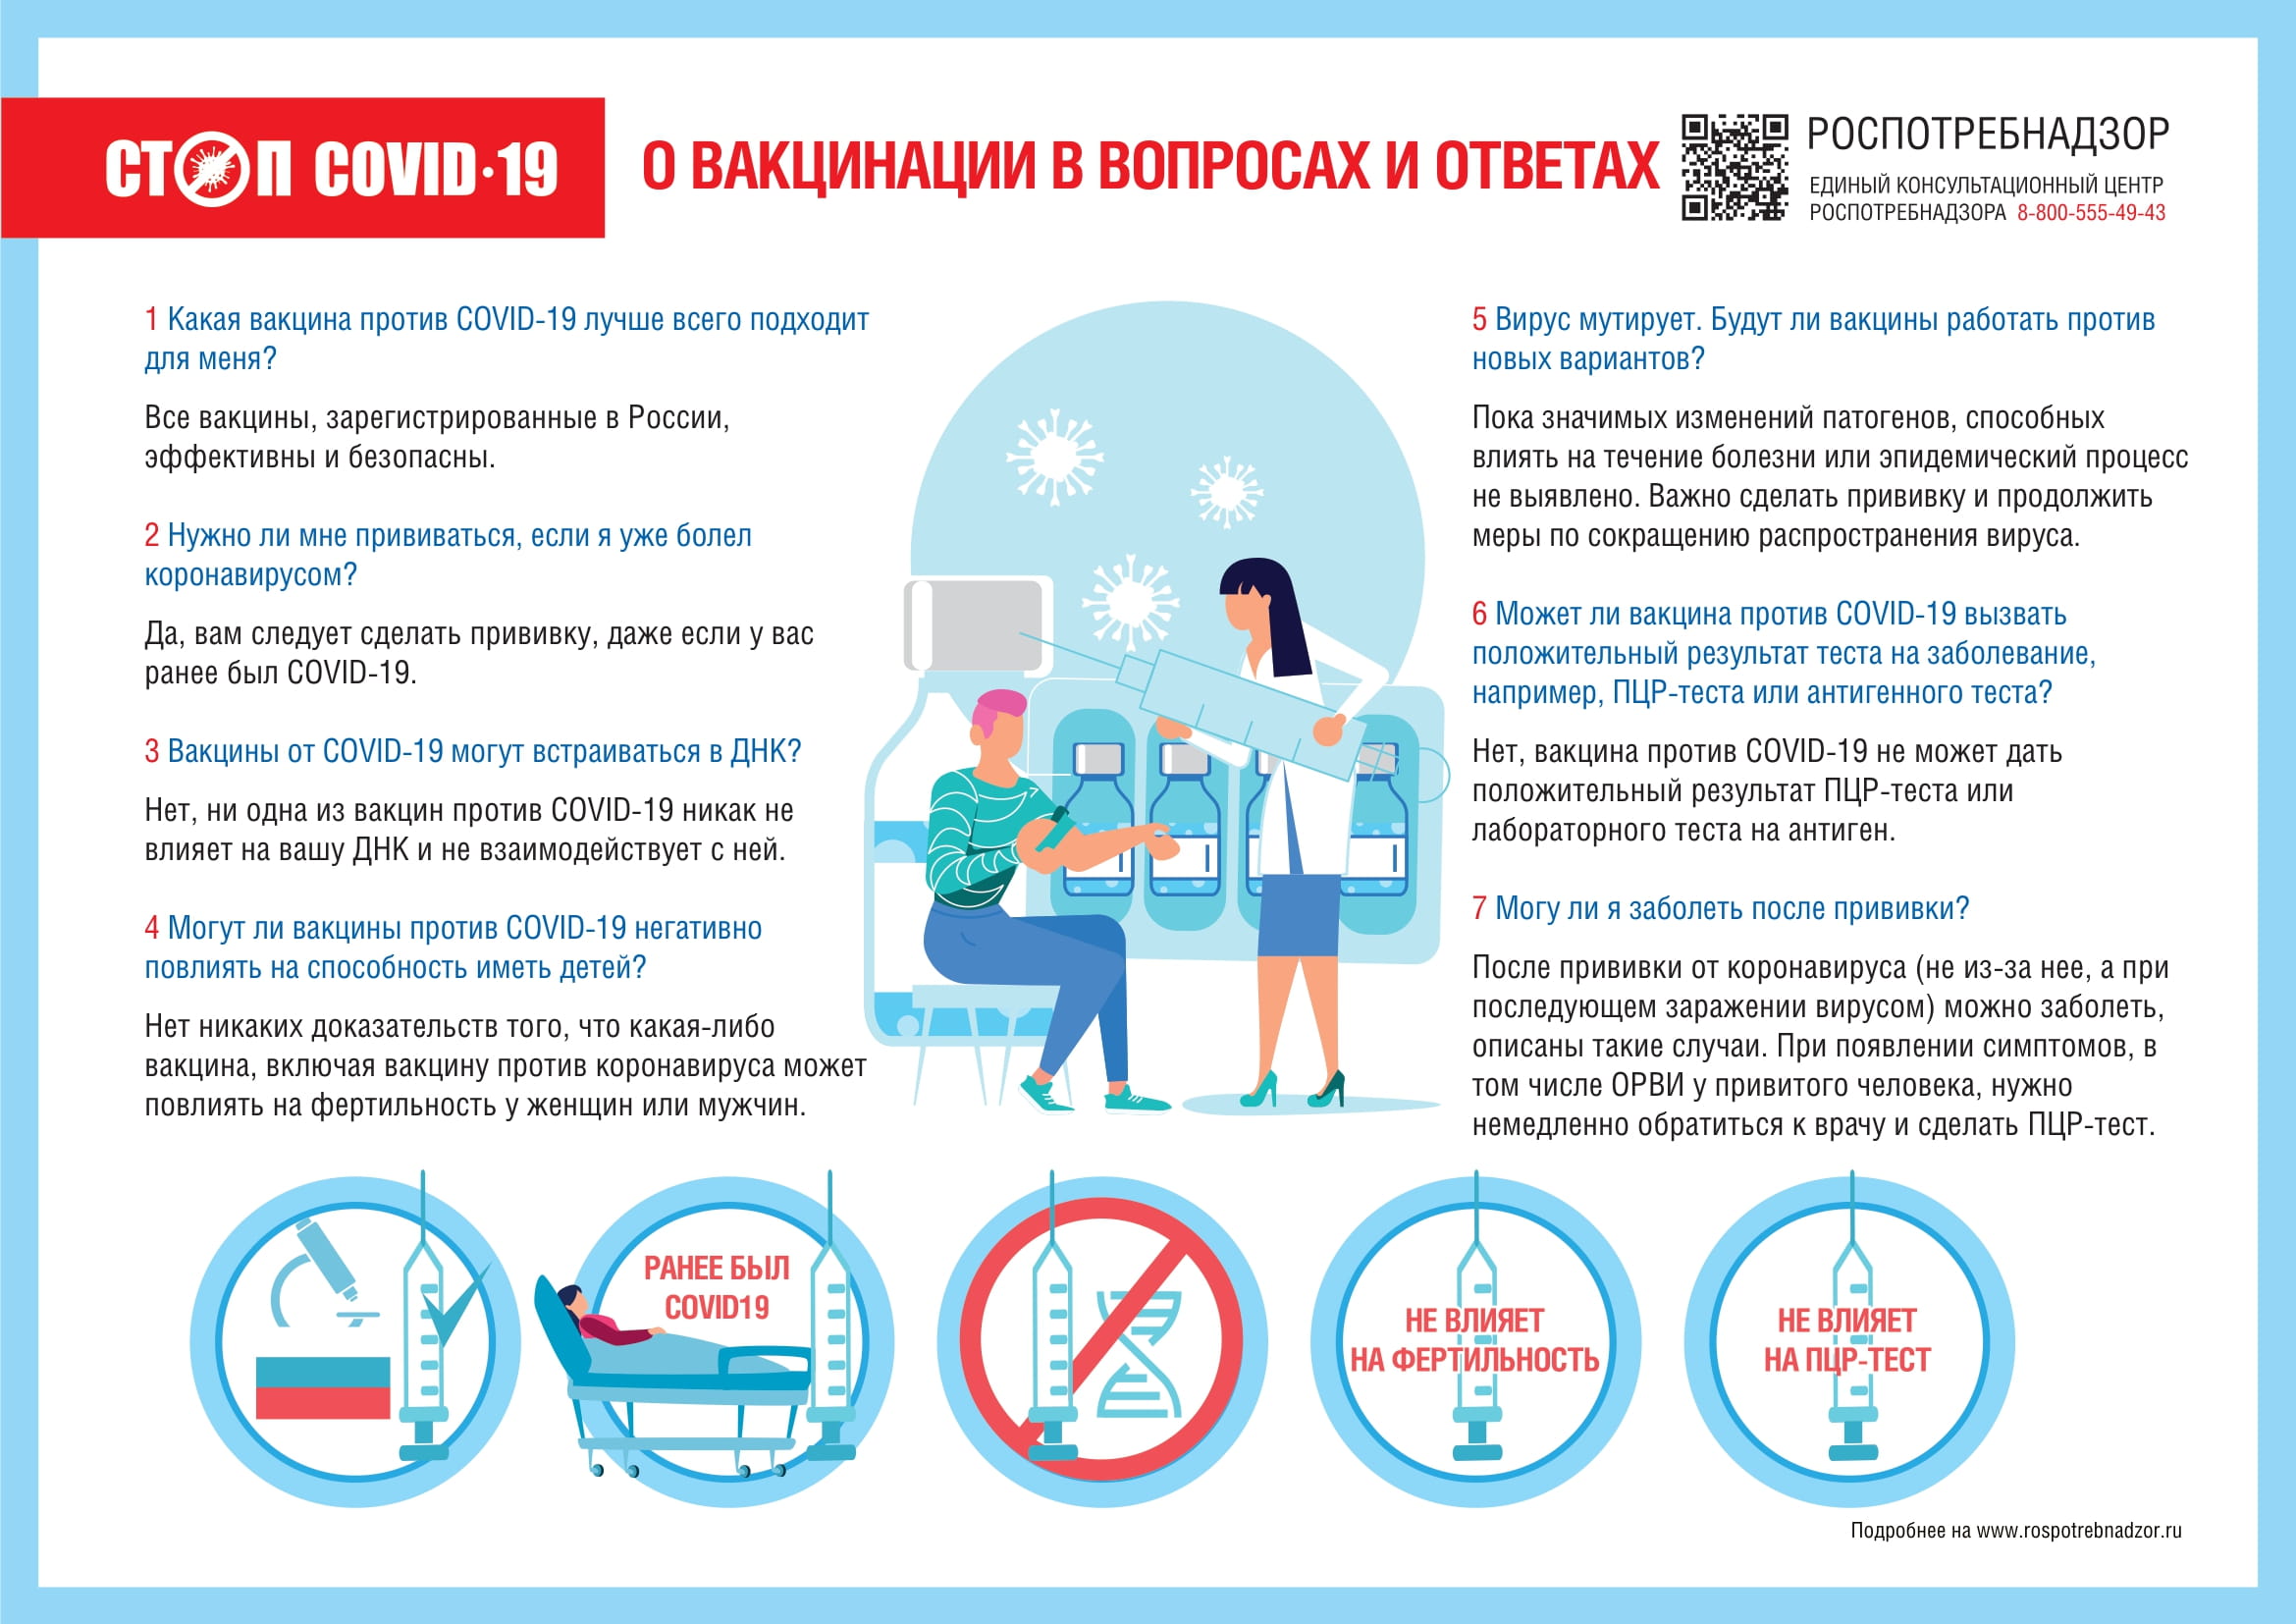 СТОП COVID·19
О ВАКЦИНАЦИИ В ВОПРОСАХ И ОТВЕТАХ
РОСПОТРЕБНАДЗОР
ЕДИНЫЙ КОНСУЛЬТАЦИОННЫЙ ЦЕНТР
РОСПОТРЕБНАДЗОРА 8-800-555-49-43
1 Какая вакцина против COVID-19 лучше всего подходит
для меня?
Все вакцины, зарегистрированные в России,
эффективны и безопасны.
2 Нужно ли мне прививаться, если я уже болел
коронавирусом?
Да, вам следует сделать прививку, даже если у вас
ранее был COVID-19.
3 Вакцины от COVID-19 могут встраиваться в ДНК?
Нет, ни одна из вакцин против COVID-19 никак не
влияет на вашу ДНК и не взаимодействует с ней.
4 Могут ли вакцины против COVID-19 негативно
повлиять на способность иметь детей?
Нет никаких доказательств того, что какая-либо
вакцина, включая вакцину против коронавируса может
повлиять на фертильность у женщин или мужчин.
5 Вирус мутирует. Будут ли вакцины работать против
новых вариантов?
Пока значимых изменений патогенов, способных
влиять на течение болезни или эпидемический процесс
не выявлено. Важно сделать прививку и продолжить
меры по сокращению распространения вируса.
6 Может ли вакцина против COVID-19 вызвать
положительный результат теста на заболевание,
например, ПЦР-теста или антигенного теста?
Нет, вакцина против COVID-19 не может дать
положительный результат ПЦР-теста или
лабораторного теста на антиген.
7 Могу ли я заболеть после прививки?
После прививки от коронавируса (не из-за нее, а при
последующем заражении вирусом) можно заболеть,
описаны такие случаи. При появлении симптомов, в
том числе ОРВИ у привитого человека, нужно
немедленно обратиться к врачу и сделать ПЦР-тест.
РАНЕЕ БЫЛ
COVID19
НЕ ВЛИЯЕТ
НА ФЕРТИЛЬНОСТЬ
НЕ ВЛИЯЕТ
НА ПЦР-ТЕСТ
Подробнее на www.rospotrebnadzor.ru